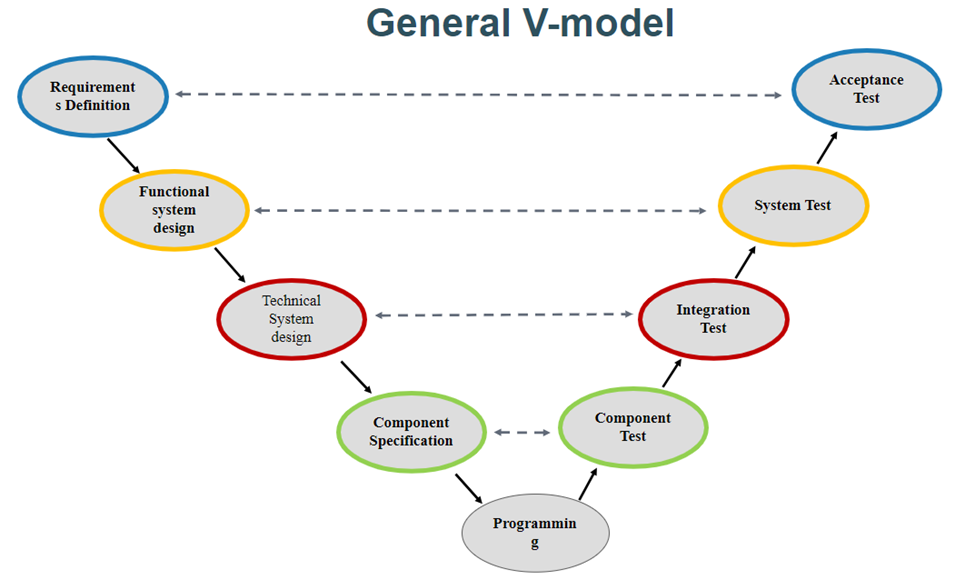 General V-model
Requirement
s Definition
Acceptance
Test
Functional
system
design
System Test
Technical
System
design
Integration
Test
Component
Specification
Component
Test
Programmin
g